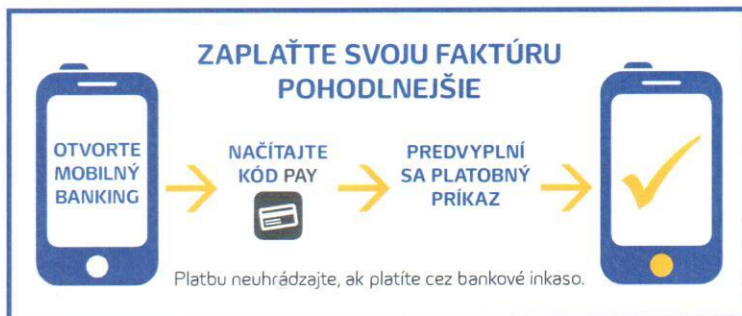 ZAPLAŤTE SVOJU FAKTÚRU
POHODLNEJŠIE
OTVORTE
MOBILNÝ
BANKING
NAČÍTAJTE
KÓD PAY
PREDVYPLNÍ
SA PLATOBNÝ
PRÍKAZ
Platbu neuhrádzajte, ak platíte cez bankové inkaso.